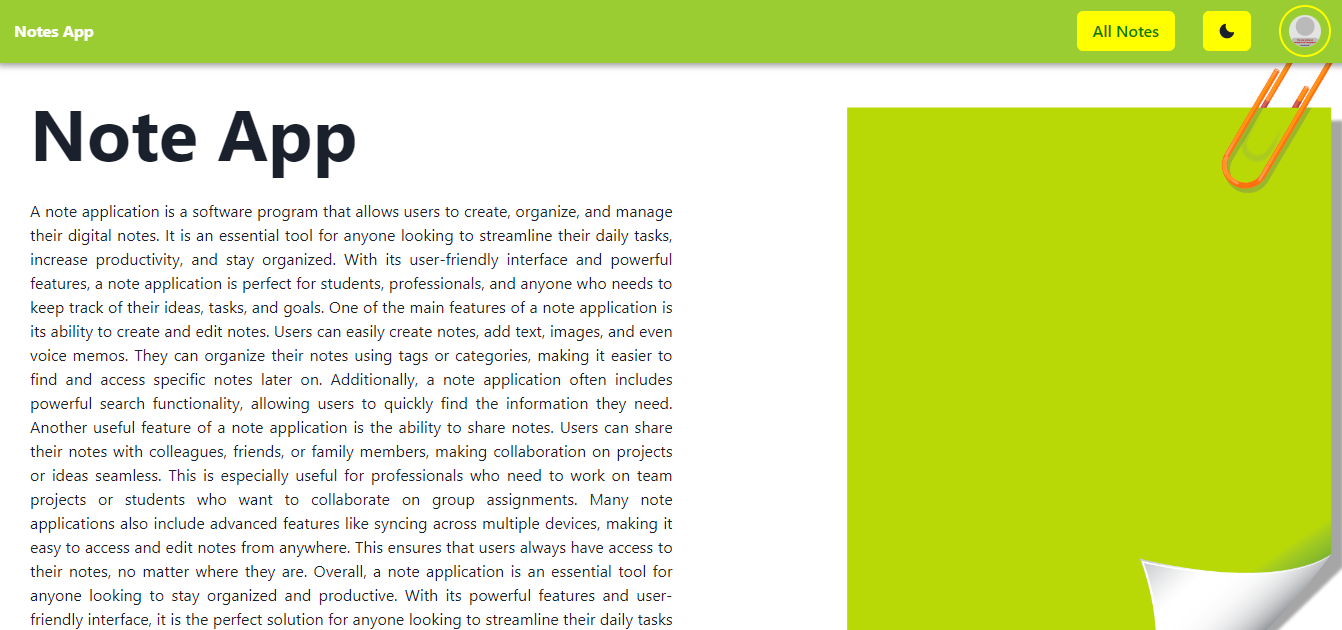 Notes App
All Notes
Note App
A note application is a software program that allows users to create, organize, and manage
their digital notes. It is an essential tool for anyone looking to streamline their daily tasks,
increase productivity, and stay organized. With its user-friendly interface and powerful
features, a note application is perfect for students, professionals, and anyone who needs to
keep track of their ideas, tasks, and goals. One of the main features of a note application is
its ability to create and edit notes. Users can easily create notes, add text, images, and even
voice memos. They can organize their notes using tags or categories, making it easier to
find and access specific notes later on. Additionally, a note application often includes
powerful search functionality, allowing users to quickly find the information they need.
Another useful feature of a note application is the ability to share notes. Users can share
their notes with colleagues, friends, or family members, making collaboration on projects
or ideas seamless. This is especially useful for professionals who need to work on team
projects or students who want to collaborate on group assignments. Many note
applications also include advanced features like syncing across multiple devices, making it
easy to access and edit notes from anywhere. This ensures that users always have access to
their notes, no matter where they are. Overall, a note application is an essential tool for
anyone looking to stay organized and productive. With its powerful features and user-
friendly interface, it is the perfect solution for anyone looking to streamline their daily tasks